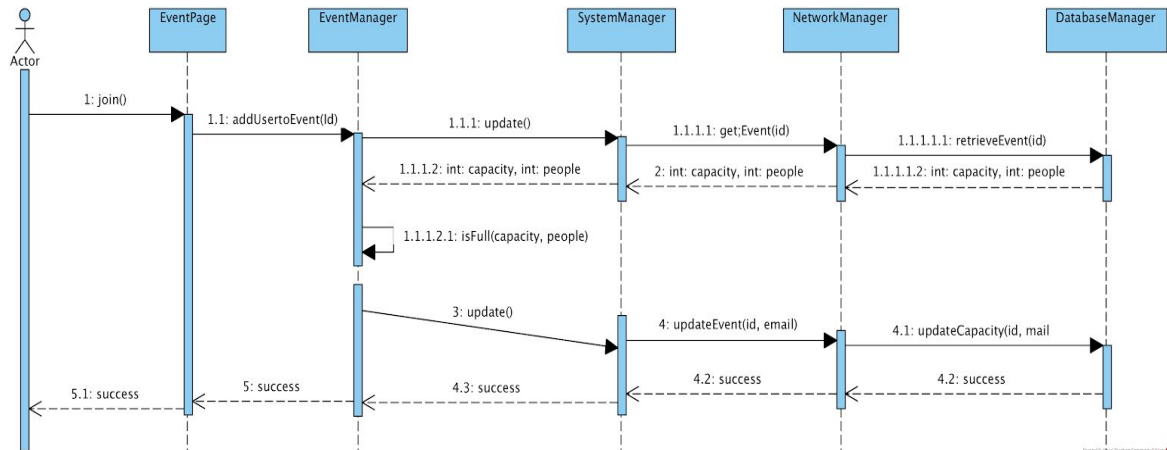 EventPage
EventManager
SystemManager
NetworkManager
DatabaseManager
Actor
1: join()
1.1: addUsertoEvent(Id)
1.1.1: update()
1.1.1.1: get;Event(id)
1.1.1.1.1: retrieveEvent(id)
1.1.1.2: int: capacity, int: people
2: int: capacity, int: people
1.1.1.1.2: int: capacity, int: people
1.1.1.2.1: isFull(capacity, people)
3: update()
4: updateEvent(id, email)
4.1: updateCapacity(id, mail
5.1: success
5: success
4.3: success
4.2: success
4.2: success